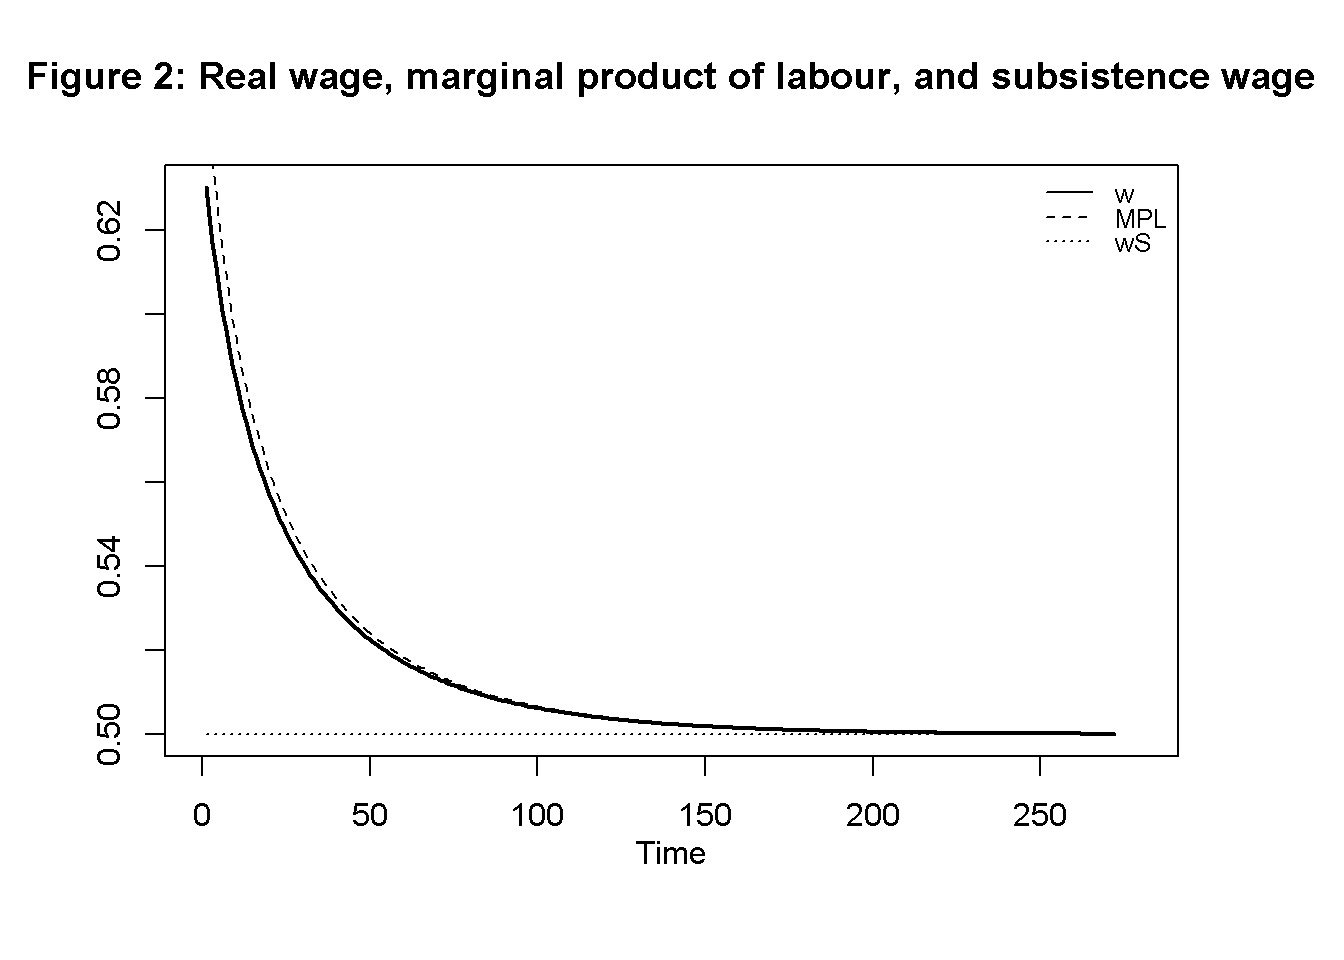 Figure 2: Real wage, marginal product of labour, and subsistence wage
w
MPL
wS
0.62
0.58
0.54
0.50
0 50 100 150 200 250
Time